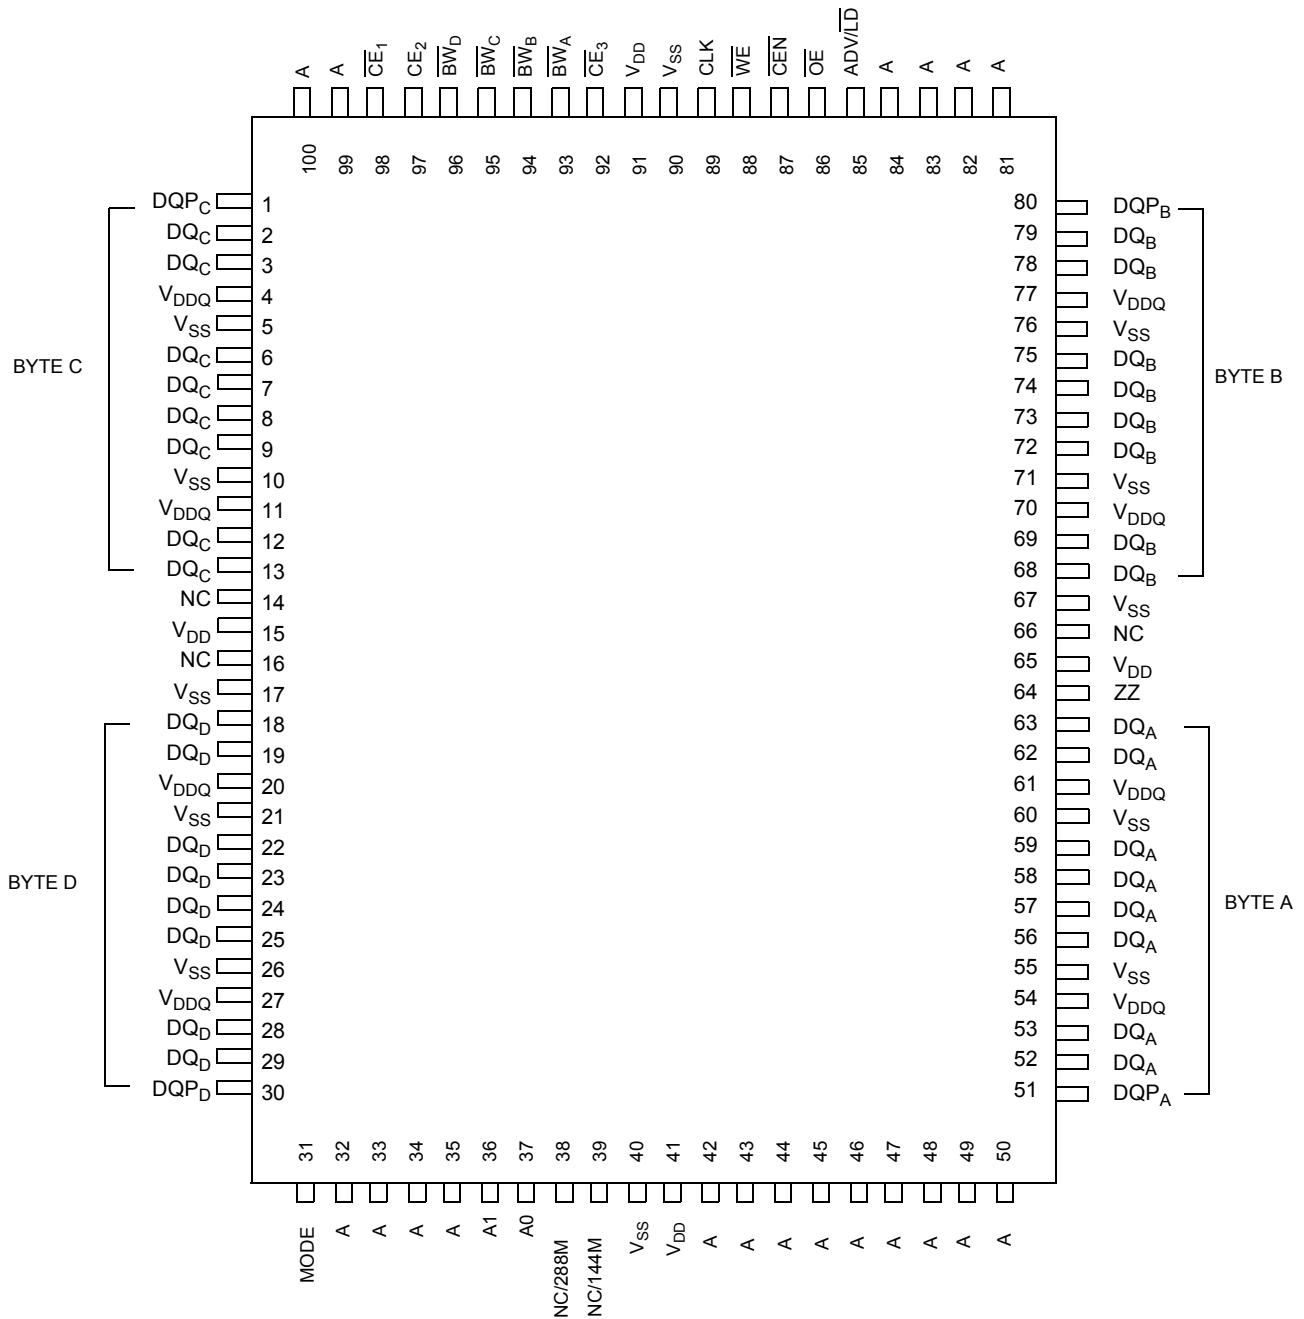 A A CE1 CE2 BWD BWC BWB BWA CE3 VDD VSS CLK WE CEN OE ADV/LD A A A A
100 99 98 97 96 95 94 93 92 91 90 89 88 87 86 85 84 83 82 81
DQPC 1 80 DQPB
DQC 2 79 DQB
DQC 3 78 DQB
VDDQ 4 77 VDDQ
VSS 5 76 VSS
DQC 6 75 DQB
BYTE C BYTE B
DQC 7 74 DQB
DQC 8 73 DQB
DQC 9 72 DQB
VSS 10 71 VSS
VDDQ 11 70 VDDQ
DQC 12 69 DQB
DQC 13 68 DQB
NC 14 67 VSS
VDD 15 66 NC
NC 16 65 VDD
VSS 17 64 ZZ
DQD 18 63 DQA
DQD 19 62 DQA
VDDQ 20 61 VDDQ
VSS 21 60 VSS
DQD 22 59 DQA
DQD 23 58 DQA
BYTE D BYTE A
DQD 24 57 DQA
DQD 25 56 DQA
VSS 26 55 VSS
VDDQ 27 54 VDDQ
DQD 28 53 DQA
DQD 29 52 DQA
DQPD 30 51 DQPA
31 32 33 34 35 36 37 38 39 40 41 42 43 44 45 46 47 48 49 50
MODE A A A A A1 A0 NC/288M NC/144M VSS VDD A A A A A A A A A